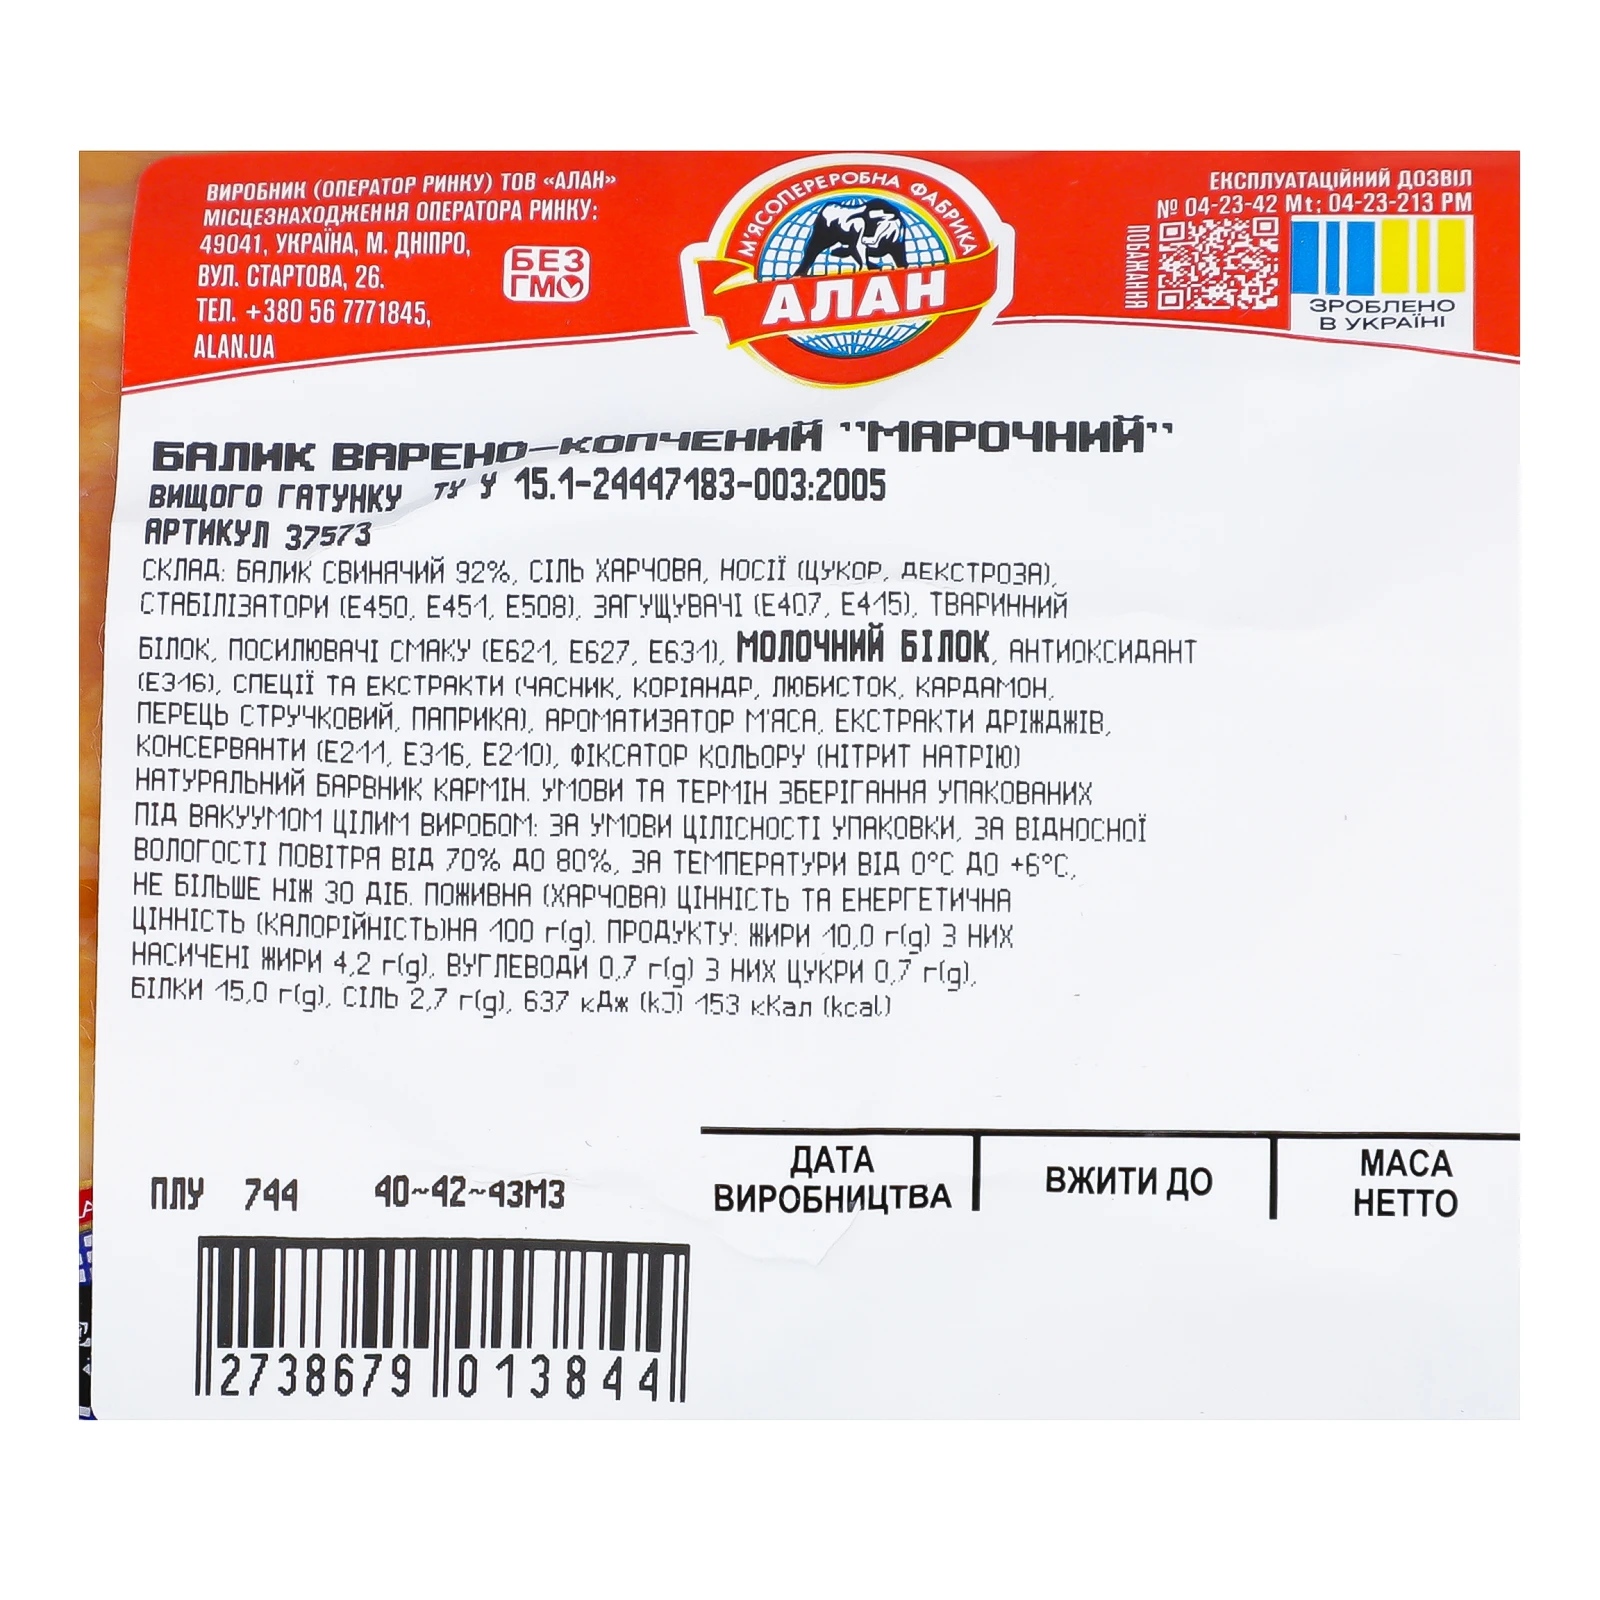 ВИРОБНИК (ОПЕРАТОР РИНКУ) ТОВ «АЛАН»
МІСЦЕЗНАХОДЖЕННЯ ОПЕРАТОРА РИНКУ:
49041, УКРАЇНА, М. ДНІПРО,
ВУЛ. СТАРТОВА, 26.
ТЕЛ. +380 56 7771845,
ALAN.UA
БЕЗ
ГМО
М'ЯСОПЕРЕРОБНА ФАБРИКА
АЛАН
ЕКСПЛУАТАЦІЙНИЙ ДОЗВІЛ
№ 04-23-42 Mt; 04-23-213 PM
ПОБАЖАННЯ
ЗРОБЛЕНО
В УКРАЇНІ
БАЛИК ВАРЕНО-КОПЧЕНИЙ "МАРОЧНИЙ"
ВИЩОГО ГАТУНКУ ТУ У 15.1-24447183-003:2005
АРТИКУЛ 37573
СКЛАД: БАЛИК СВИНЯЧИЙ 92%, СІЛЬ ХАРЧОВА, НОСІЇ (ЦУКОР, ДЕКСТРОЗА),
СТАБІЛІЗАТОРИ (Е450, Е451, Е508), ЗАГУЩУВАЧІ (Е407, Е415), ТВАРИННИЙ
БІЛОК, ПОСИЛЮВАЧІ СМАКУ (Е621, Е627, Е631), МОЛОЧНИЙ БІЛОК, АНТИОКСИДАНТ
(Е316), СПЕЦІЇ ТА ЕКСТРАКТИ (ЧАСНИК, КОРІАНДР, ЛЮБИСТОК, КАРДАМОН,
ПЕРЕЦЬ СТРУЧКОВИЙ, ПАПРИКА), АРОМАТИЗАТОР М'ЯСА, ЕКСТРАКТИ ДРІЖДЖІВ,
КОНСЕРВАНТИ (Е211, Е316, Е210), ФІКСАТОР КОЛЬОРУ (НІТРИТ НАТРІЮ)
НАТУРАЛЬНИЙ БАРВНИК КАРМІН. УМОВИ ТА ТЕРМІН ЗБЕРІГАННЯ УПАКОВАНИХ
ПІД ВАКУУМОМ ЦІЛИМ ВИРОБОМ: ЗА УМОВИ ЦІЛІСНОСТІ УПАКОВКИ, ЗА ВІДНОСНОЇ
ВОЛОГОСТІ ПОВІТРЯ ВІД 70% ДО 80%, ЗА ТЕМПЕРАТУРИ ВІД 0°С ДО +6°С,
НЕ БІЛЬШЕ НІЖ 30 ДІБ. ПОЖИВНА (ХАРЧОВА) ЦІННІСТЬ ТА ЕНЕРГЕТИЧНА
ЦІННІСТЬ (КАЛОРІЙНІСТЬ)НА 100 г(g). ПРОДУКТУ: ЖИРИ 10,0 г(g) З НИХ
НАСИЧЕНІ ЖИРИ 4,2 г(g), ВУГЛЕВОДИ 0,7 г(g) З НИХ ЦУКРИ 0,7 г(g),
БІЛКИ 15,0 г(g), СІЛЬ 2,7 г(g), 637 кДж (kJ) 153 кКал (kcal)
ПЛУ 744 40~42~43МЗ
ДАТА
ВИРОБНИЦТВА
ВЖИТИ ДО
МАСА
НЕТТО
2738679 013844